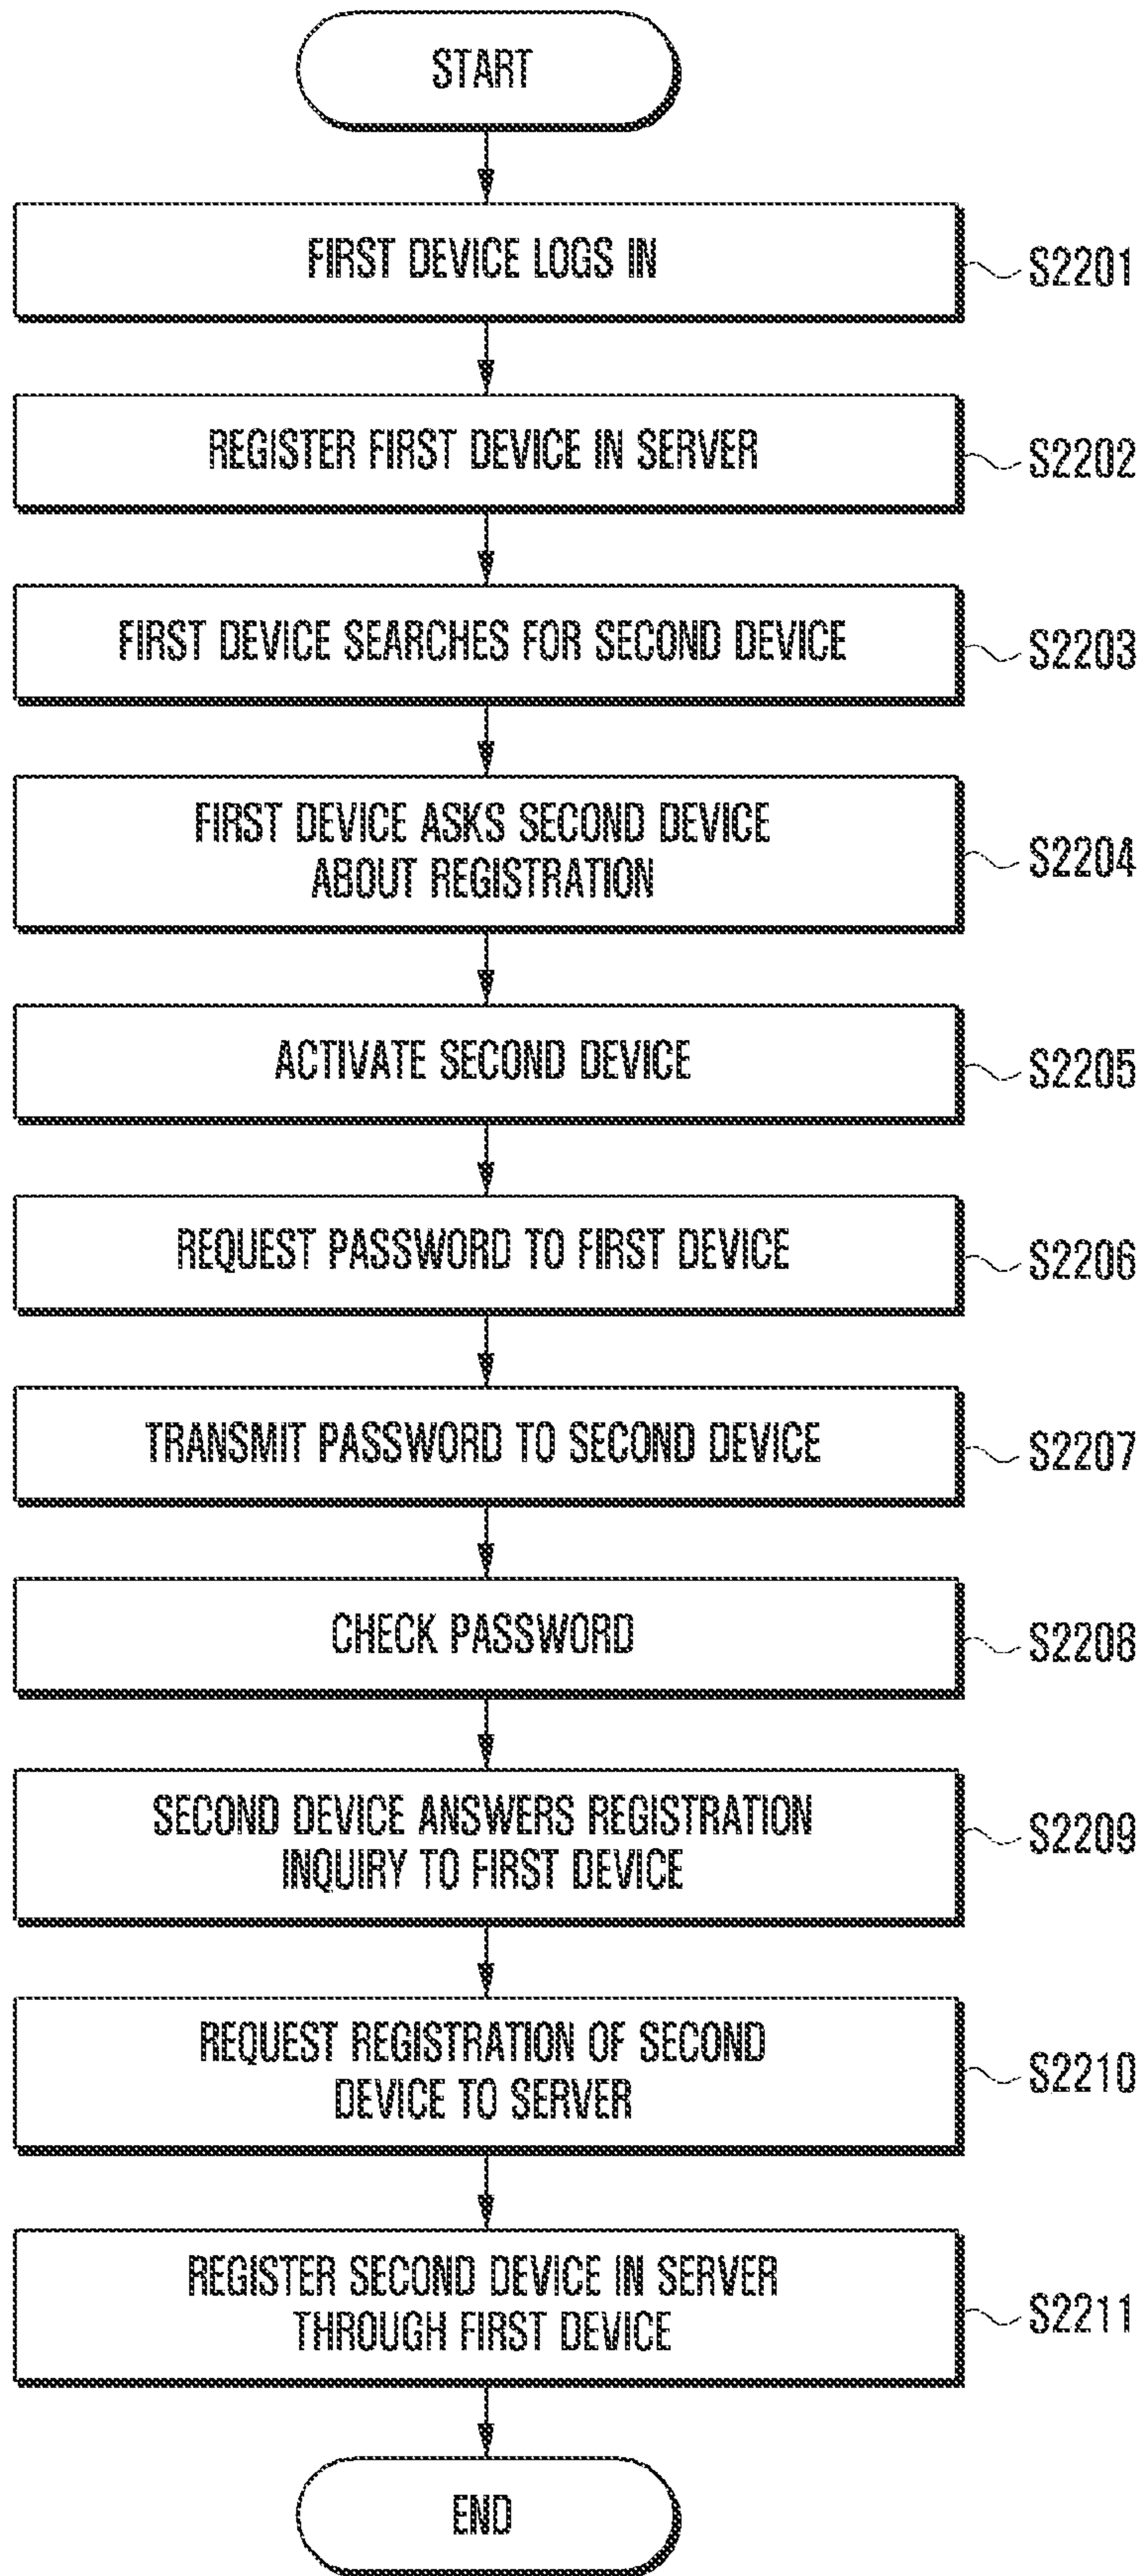 START
FIRST DEVICE LOGS IN
S2201
REGISTER FIRST DEVICE IN SERVER
S2202
FIRST DEVICE SEARCHES FOR SECOND DEVICE
S2203
FIRST DEVICE ASKS SECOND DEVICE
ABOUT REGISTRATION
S2204
ACTIVATE SECOND DEVICE
S2205
REQUEST PASSWORD TO FIRST DEVICE
S2206
TRANSMIT PASSWORD TO SECOND DEVICE
S2207
CHECK PASSWORD
S2208
SECOND DEVICE ANSWERS REGISTRATION
INQUIRY TO FIRST DEVICE
S2209
REQUEST REGISTRATION OF SECOND
DEVICE TO SERVER
S2210
REGISTER SECOND DEVICE IN SERVER
THROUGH FIRST DEVICE
S2211
END